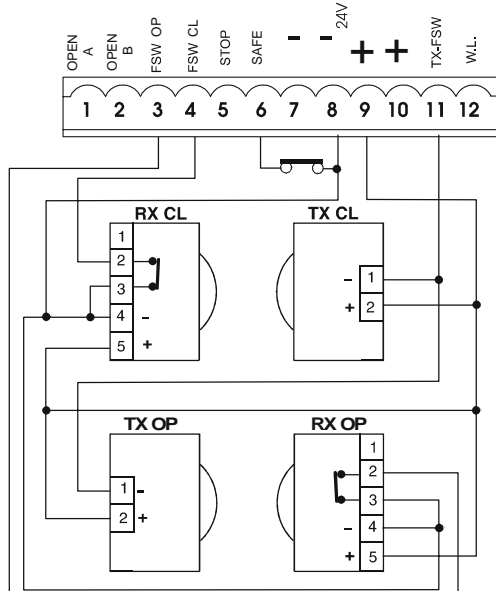 OPEN A
OPEN B
FSW OP
FSW CL
STOP
SAFE
-
-
24V
+
+
TX-FSW
W.L.
1 2 3 4 5 6 7 8 9 10 11 12
RX CL
1
2
3
4 -
5 +
TX CL
- 1
+ 2
TX OP
1 -
2 +
RX OP
1
2
3
- 4
+ 5